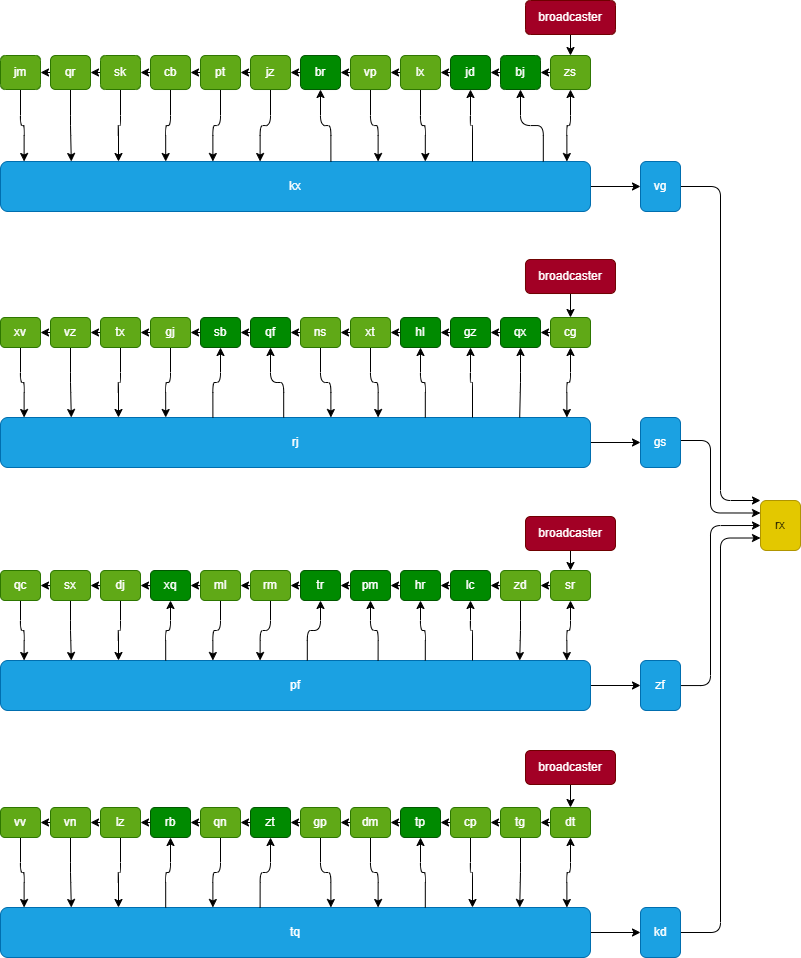 broadcaster
jm qr sk cb pt jz br vp lx jd bj zs
kx vg
broadcaster
xv vz tx gj sb qf ns xt hl gz qx cg
rj gs
rx
broadcaster
qc sx dj xq ml rm tr pm hr lc zd sr
pf zf
broadcaster
vv vn lz rb qn zt gp dm tp cp tg dt
tq kd